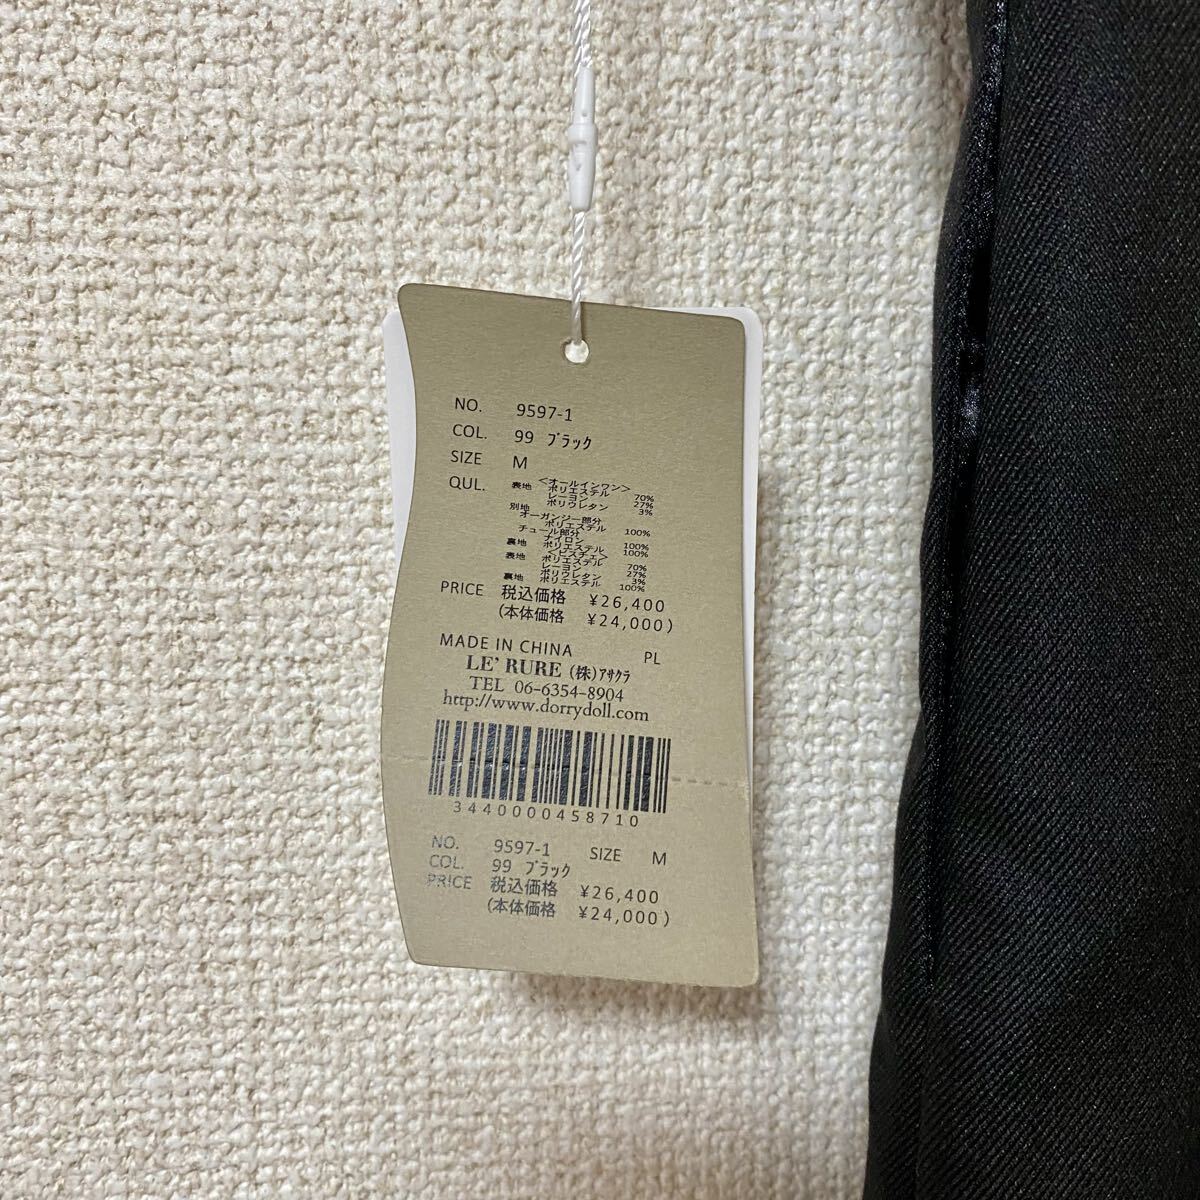 NO. 9597-1
COL. 99 ブラック
SIZE M
QUL. <オールインワン>
表地 ポリエステル 70%
レーヨン 27%
ポリウレタン 3%
別地
オーガンジー部分
ポリエステル 100%
チュール部分
ナイロン 100%
裏地 ポリエステル 100%
<ビスチェ>
表地 ポリエステル 70%
レーヨン 27%
ポリウレタン 3%
裏地 ポリエステル 100%
PRICE 税込価格 ¥26,400
(本体価格 ¥24,000)
MADE IN CHINA PL
LE' RURE (株)アサクラ
TEL 06-6354-8904
http://www.dorrydoll.com
3440000458710
NO. 9597-1 SIZE M
COL. 99 ブラック
PRICE 税込価格 ¥26,400
(本体価格 ¥24,000)